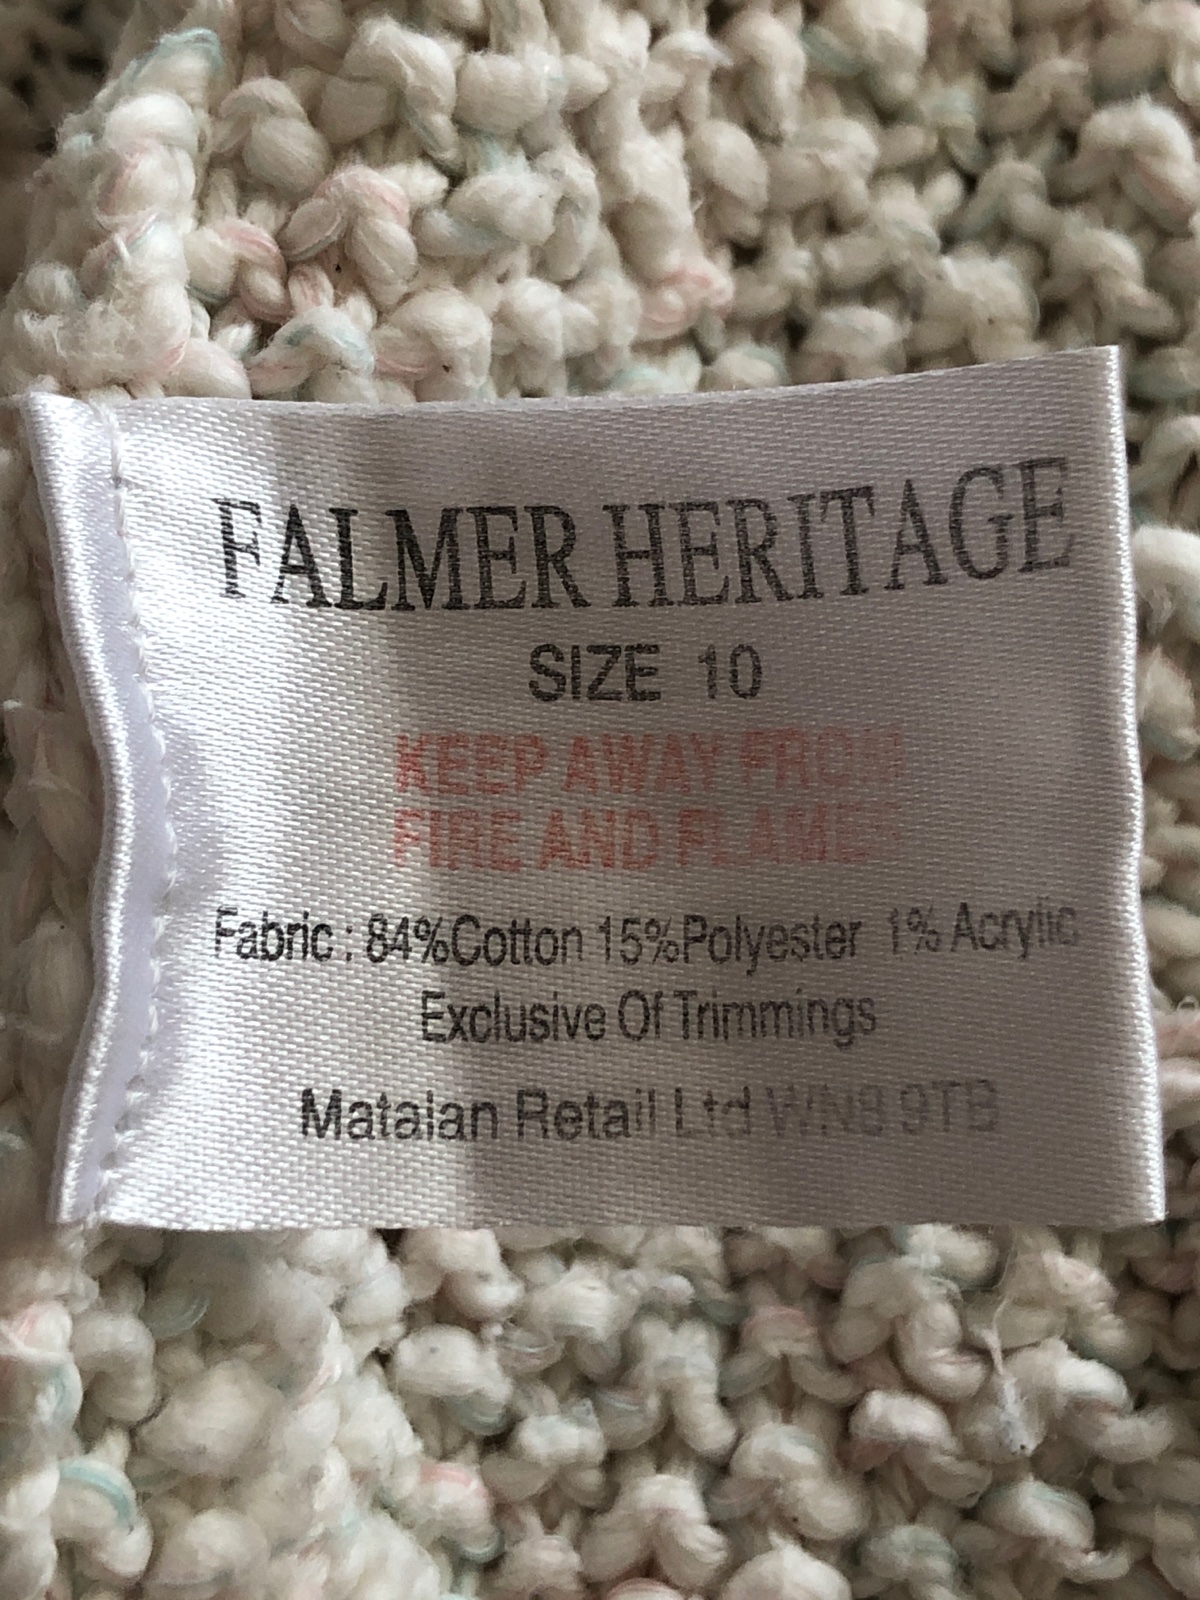 FALMER HERITAGE
SIZE 10
KEEP AWAY FROM
FIRE AND FLAMES
Fabric : 84%Cotton 15%Polyester 1% Acrylic
Exclusive Of Trimmings
Matalan Retail Ltd WN8 9TB